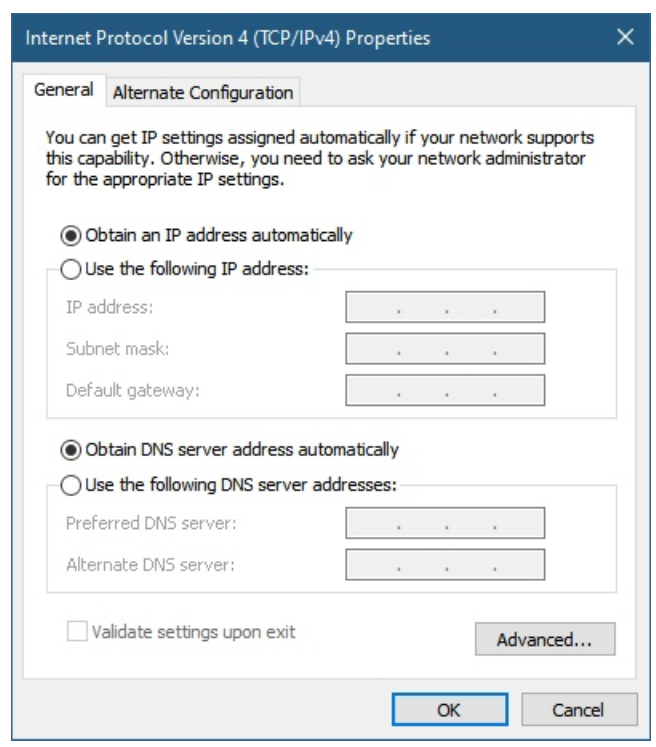 Internet Protocol Version 4 (TCP/IPv4) Properties
General
Alternate Configuration
You can get IP settings assigned automatically if your network supports
this capability. Otherwise, you need to ask your network administrator
for the appropriate IP settings.
Obtain an IP address automatically
Use the following IP address:
IP address:
Subnet mask:
Default gateway:
Obtain DNS server address automatically
Use the following DNS server addresses:
Preferred DNS server:
Alternate DNS server:
Validate settings upon exit
Advanced...
OK
Cancel